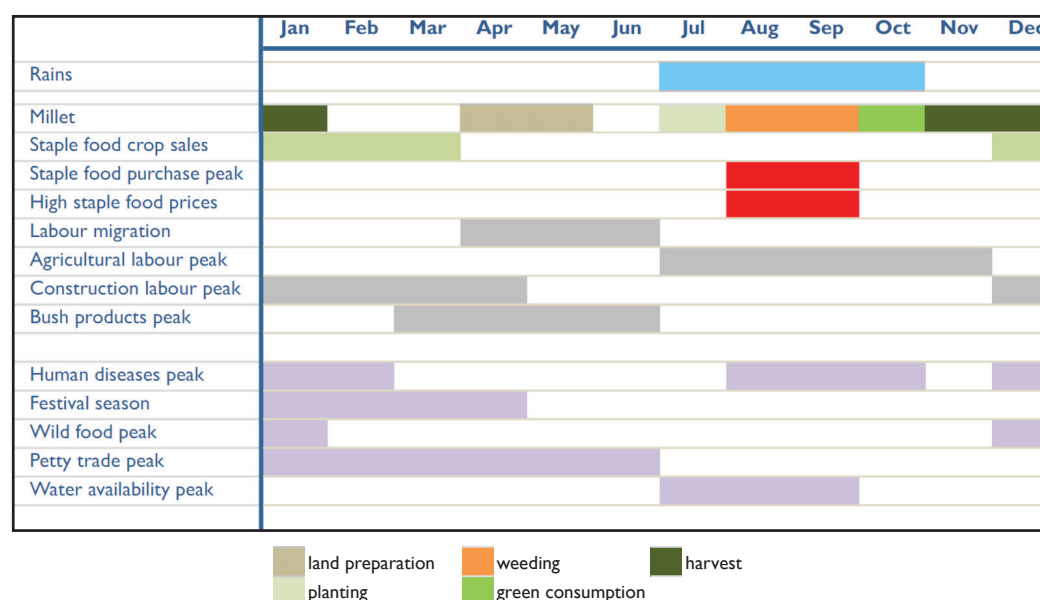 Jan Feb Mar Apr May Jun Jul Aug Sep Oct Nov Dec
Rains
Millet
Staple food crop sales
Staple food purchase peak
High staple food prices
Labour migration
Agricultural labour peak
Construction labour peak
Bush products peak
Human diseases peak
Festival season
Wild food peak
Petty trade peak
Water availability peak
land preparation weeding harvest
planting green consumption